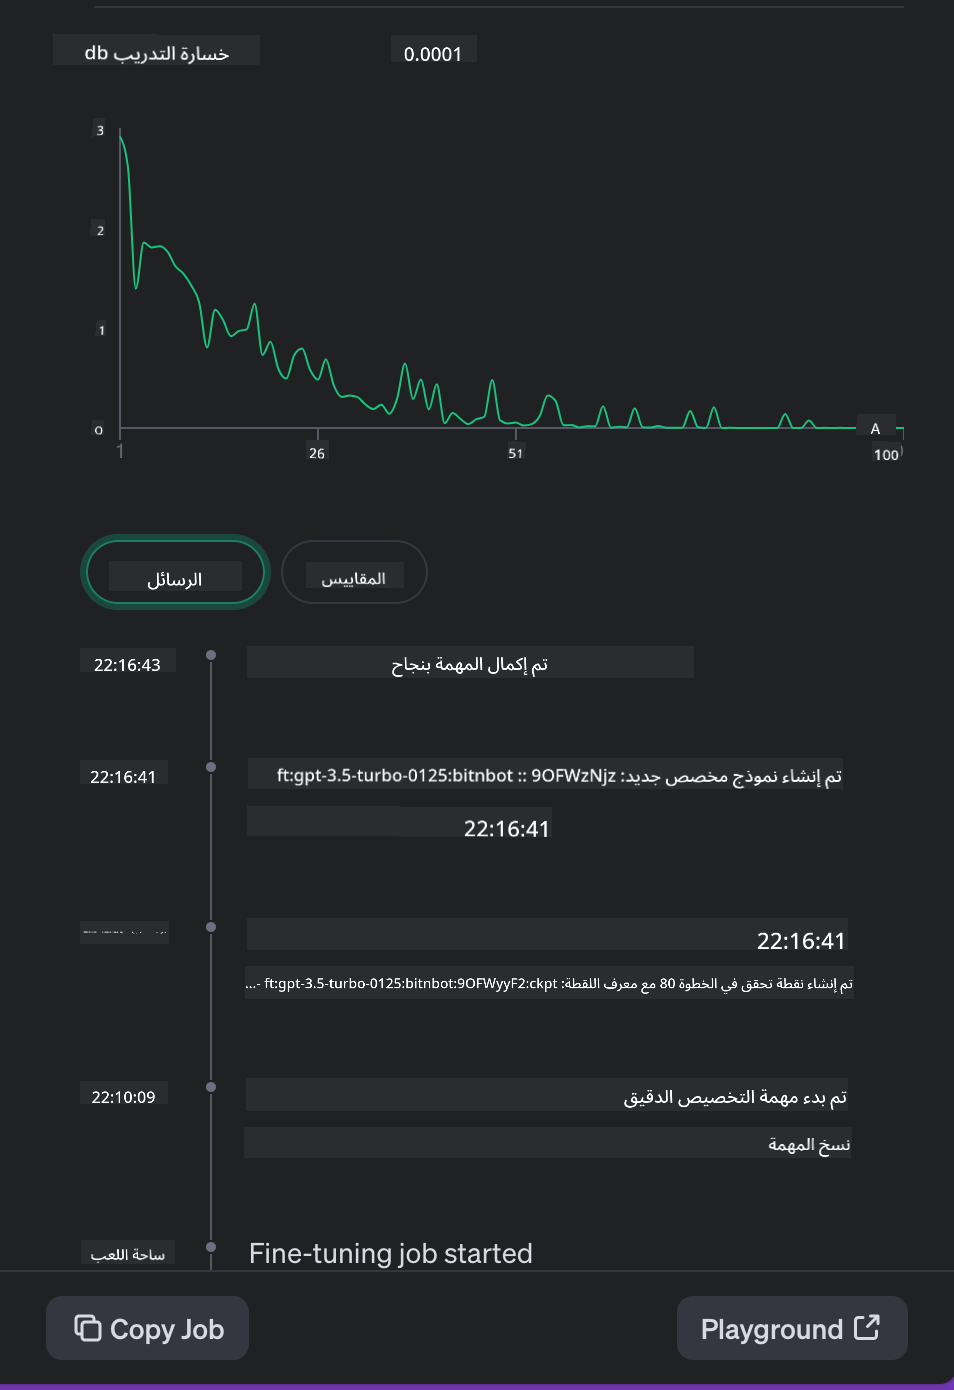 خسارة التدريب db
0.0001
3
2
1
0
1
26
51
100
A
الرسائل
المقاييس
22:16:43
تم إكمال المهمة بنجاح
22:16:41
تم إنشاء نموذج مخصص جديد: ft:gpt-3.5-turbo-0125:bitnbot :: 9OFWzNjz
22:16:41
22:16:41
تم إنشاء نقطة تحقق في الخطوة 80 مع معرف اللقطة: ft:gpt-3.5-turbo-0125:bitnbot:9OFWyyF2:ckpt -...
22:10:09
تم بدء مهمة التخصيص الدقيق
نسخ المهمة
ساحة اللعب
Fine-tuning job started
Copy Job
Playground